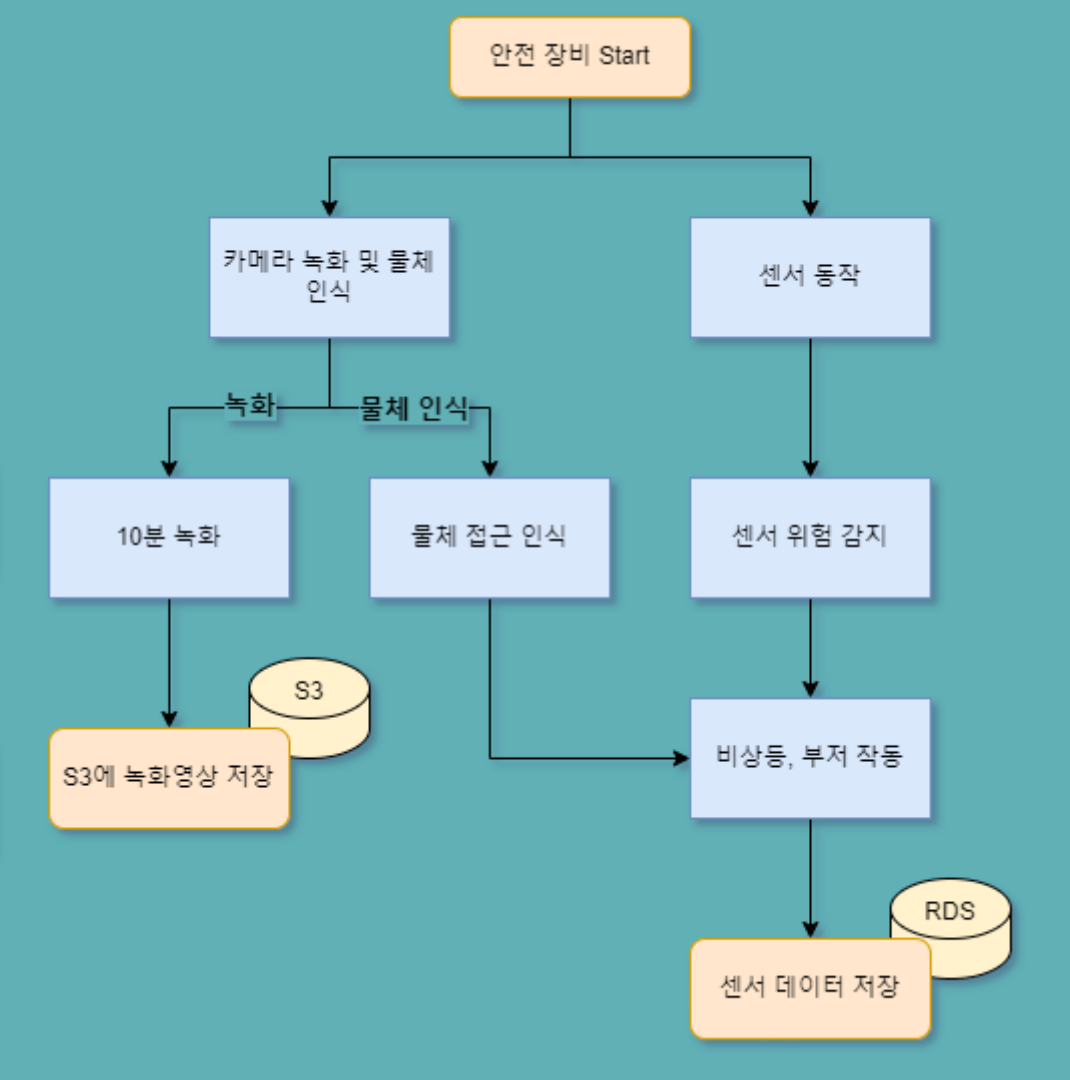 안전 장비 Start
카메라 녹화 및 물체
인식
센서 동작
녹화
물체 인식
10분 녹화
물체 접근 인식
센서 위험 감지
S3
S3에 녹화영상 저장
비상등, 부저 작동
RDS
센서 데이터 저장